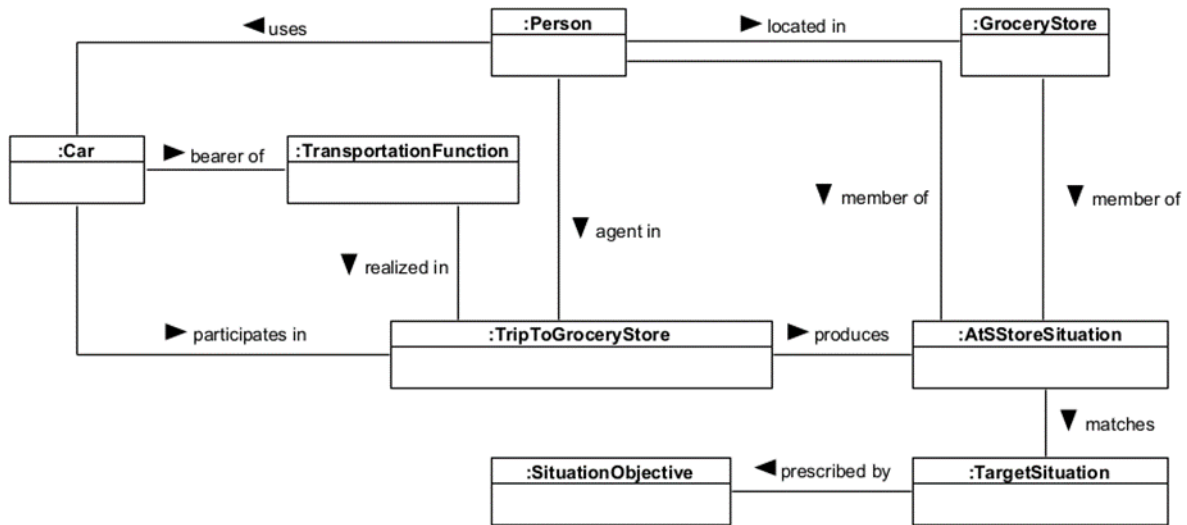 :Person
:GroceryStore
uses
located in
:Car
:TransportationFunction
bearer of
member of
member of
agent in
realized in
participates in
:TripToGroceryStore
produces
:AtSStoreSituation
matches
:SituationObjective
prescribed by
:TargetSituation